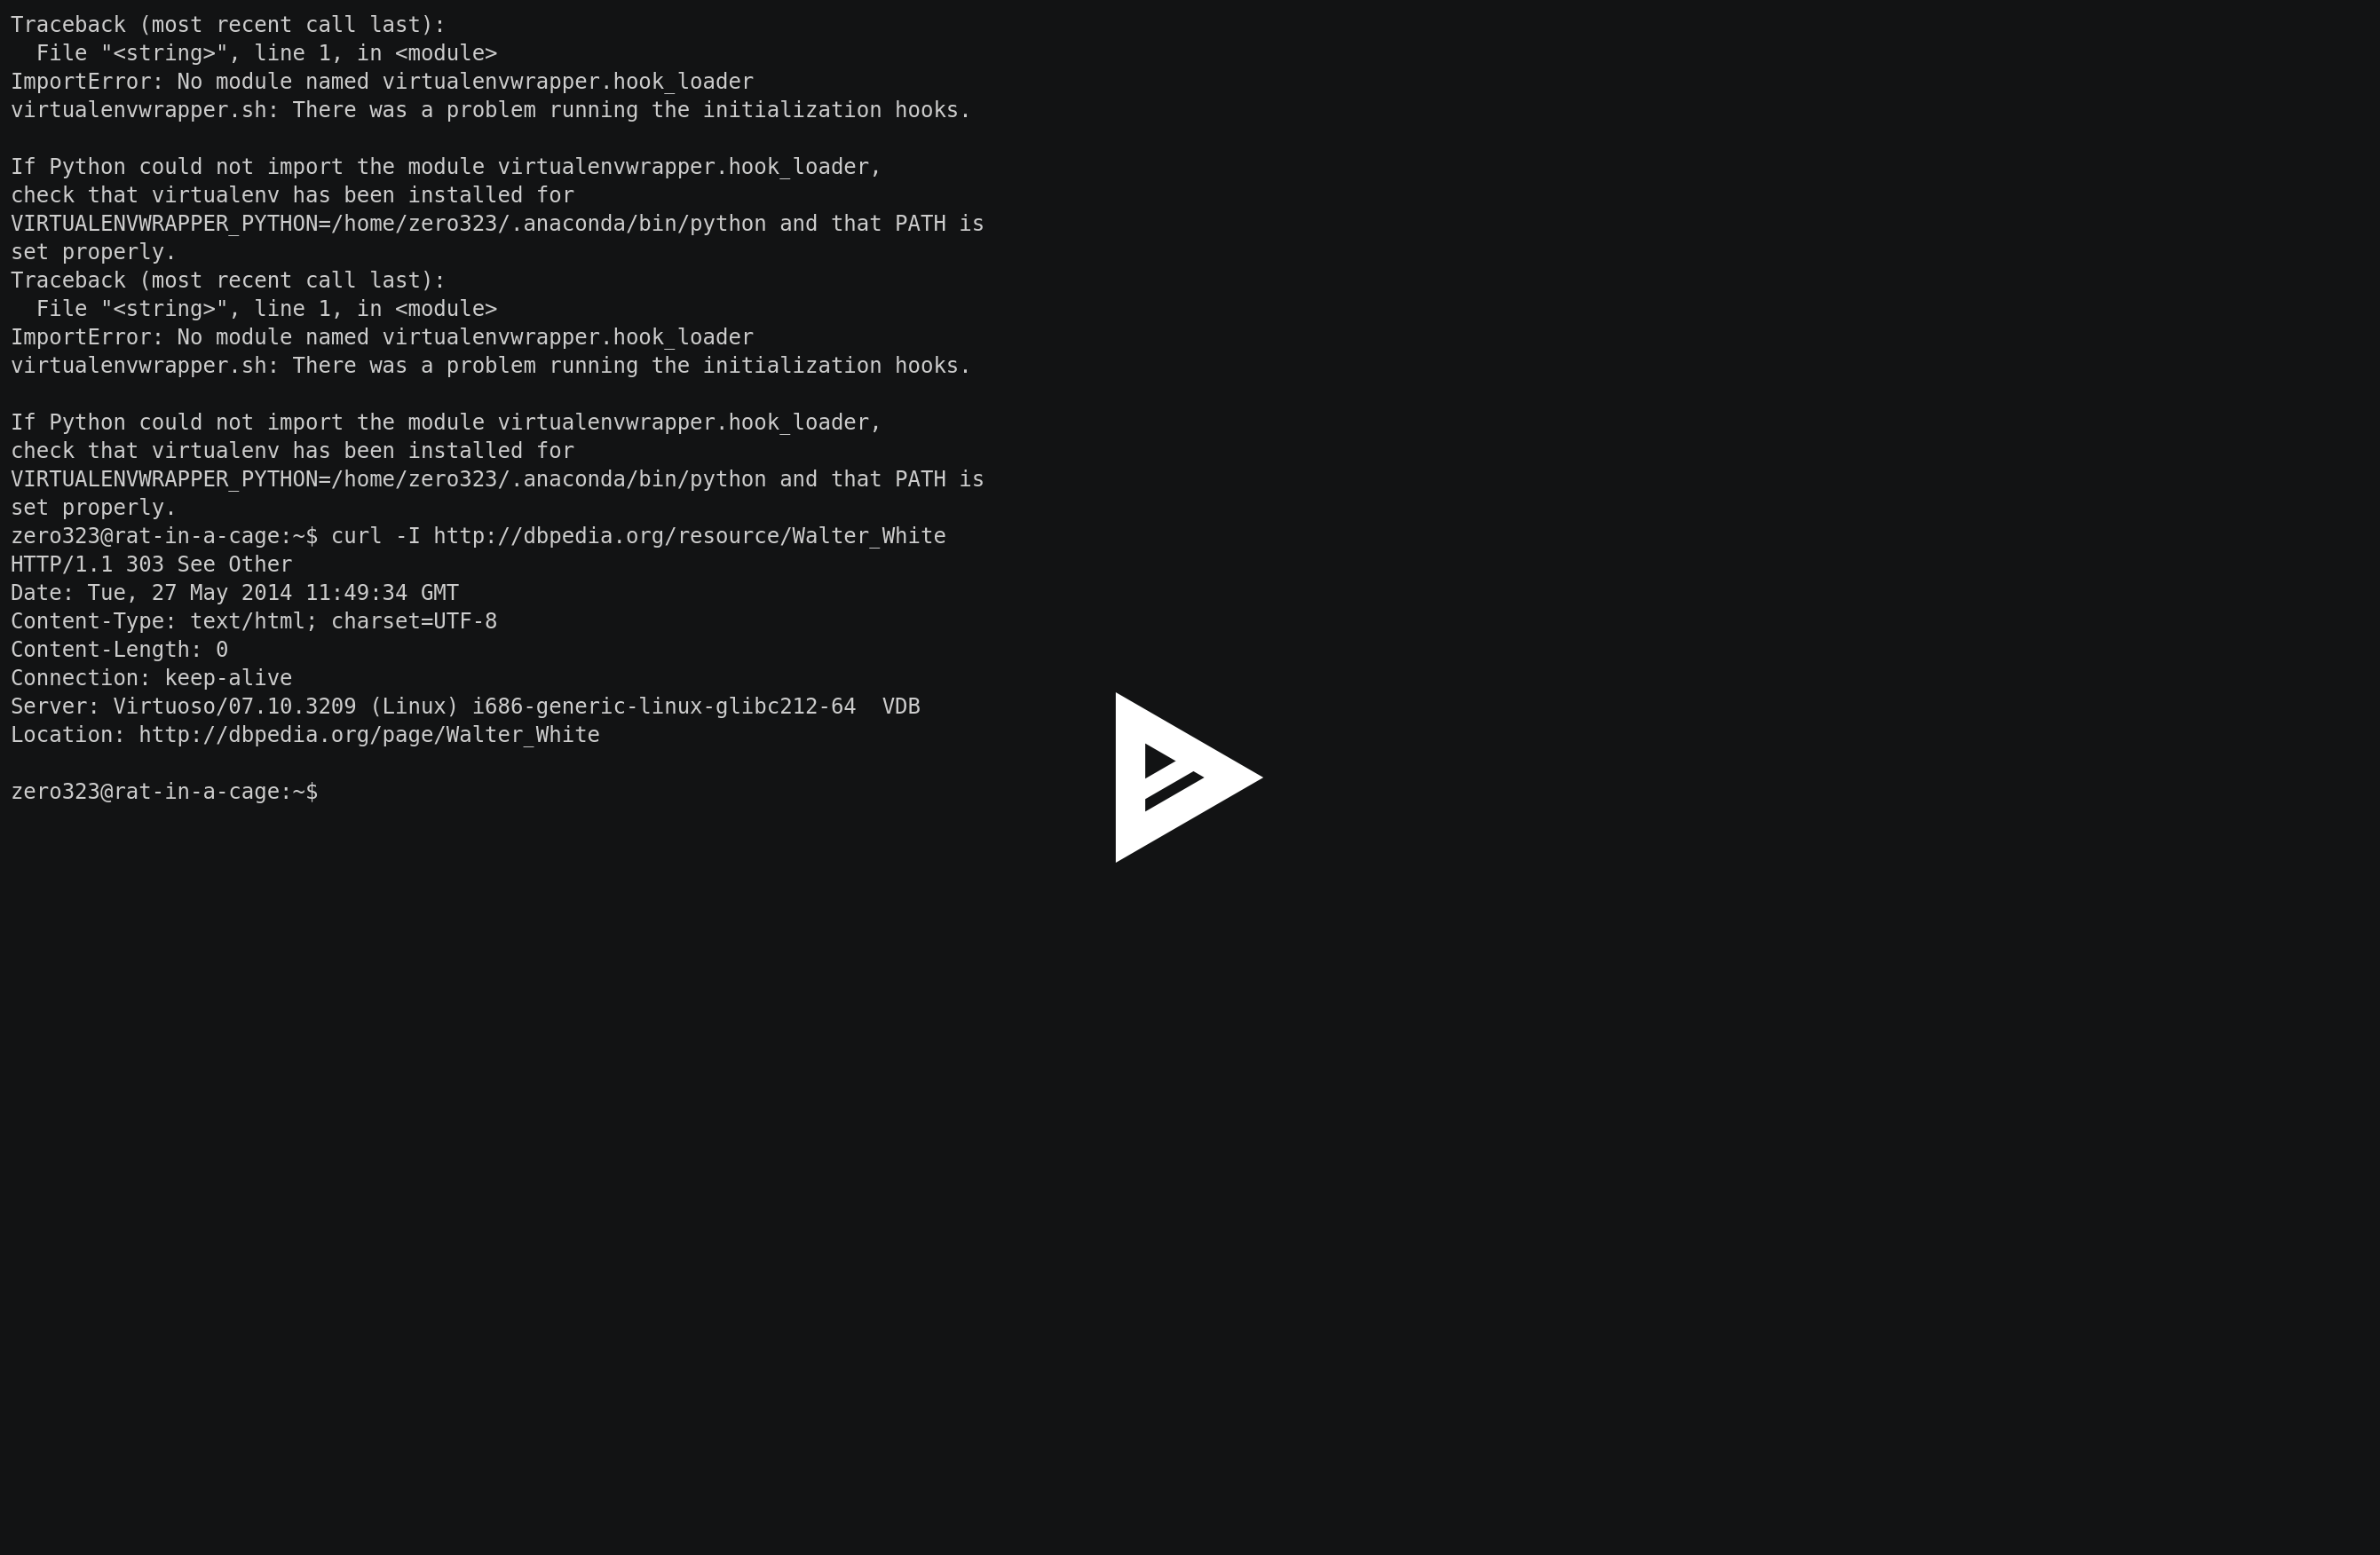 Traceback (most recent call last):
  File "<string>", line 1, in <module>
ImportError: No module named virtualenvwrapper.hook_loader
virtualenvwrapper.sh: There was a problem running the initialization hooks.

If Python could not import the module virtualenvwrapper.hook_loader,
check that virtualenv has been installed for
VIRTUALENVWRAPPER_PYTHON=/home/zero323/.anaconda/bin/python and that PATH is
set properly.
Traceback (most recent call last):
  File "<string>", line 1, in <module>
ImportError: No module named virtualenvwrapper.hook_loader
virtualenvwrapper.sh: There was a problem running the initialization hooks.

If Python could not import the module virtualenvwrapper.hook_loader,
check that virtualenv has been installed for
VIRTUALENVWRAPPER_PYTHON=/home/zero323/.anaconda/bin/python and that PATH is
set properly.
zero323@rat-in-a-cage:~$ curl -I http://dbpedia.org/resource/Walter_White
HTTP/1.1 303 See Other
Date: Tue, 27 May 2014 11:49:34 GMT
Content-Type: text/html; charset=UTF-8
Content-Length: 0
Connection: keep-alive
Server: Virtuoso/07.10.3209 (Linux) i686-generic-linux-glibc212-64  VDB
Location: http://dbpedia.org/page/Walter_White

zero323@rat-in-a-cage:~$